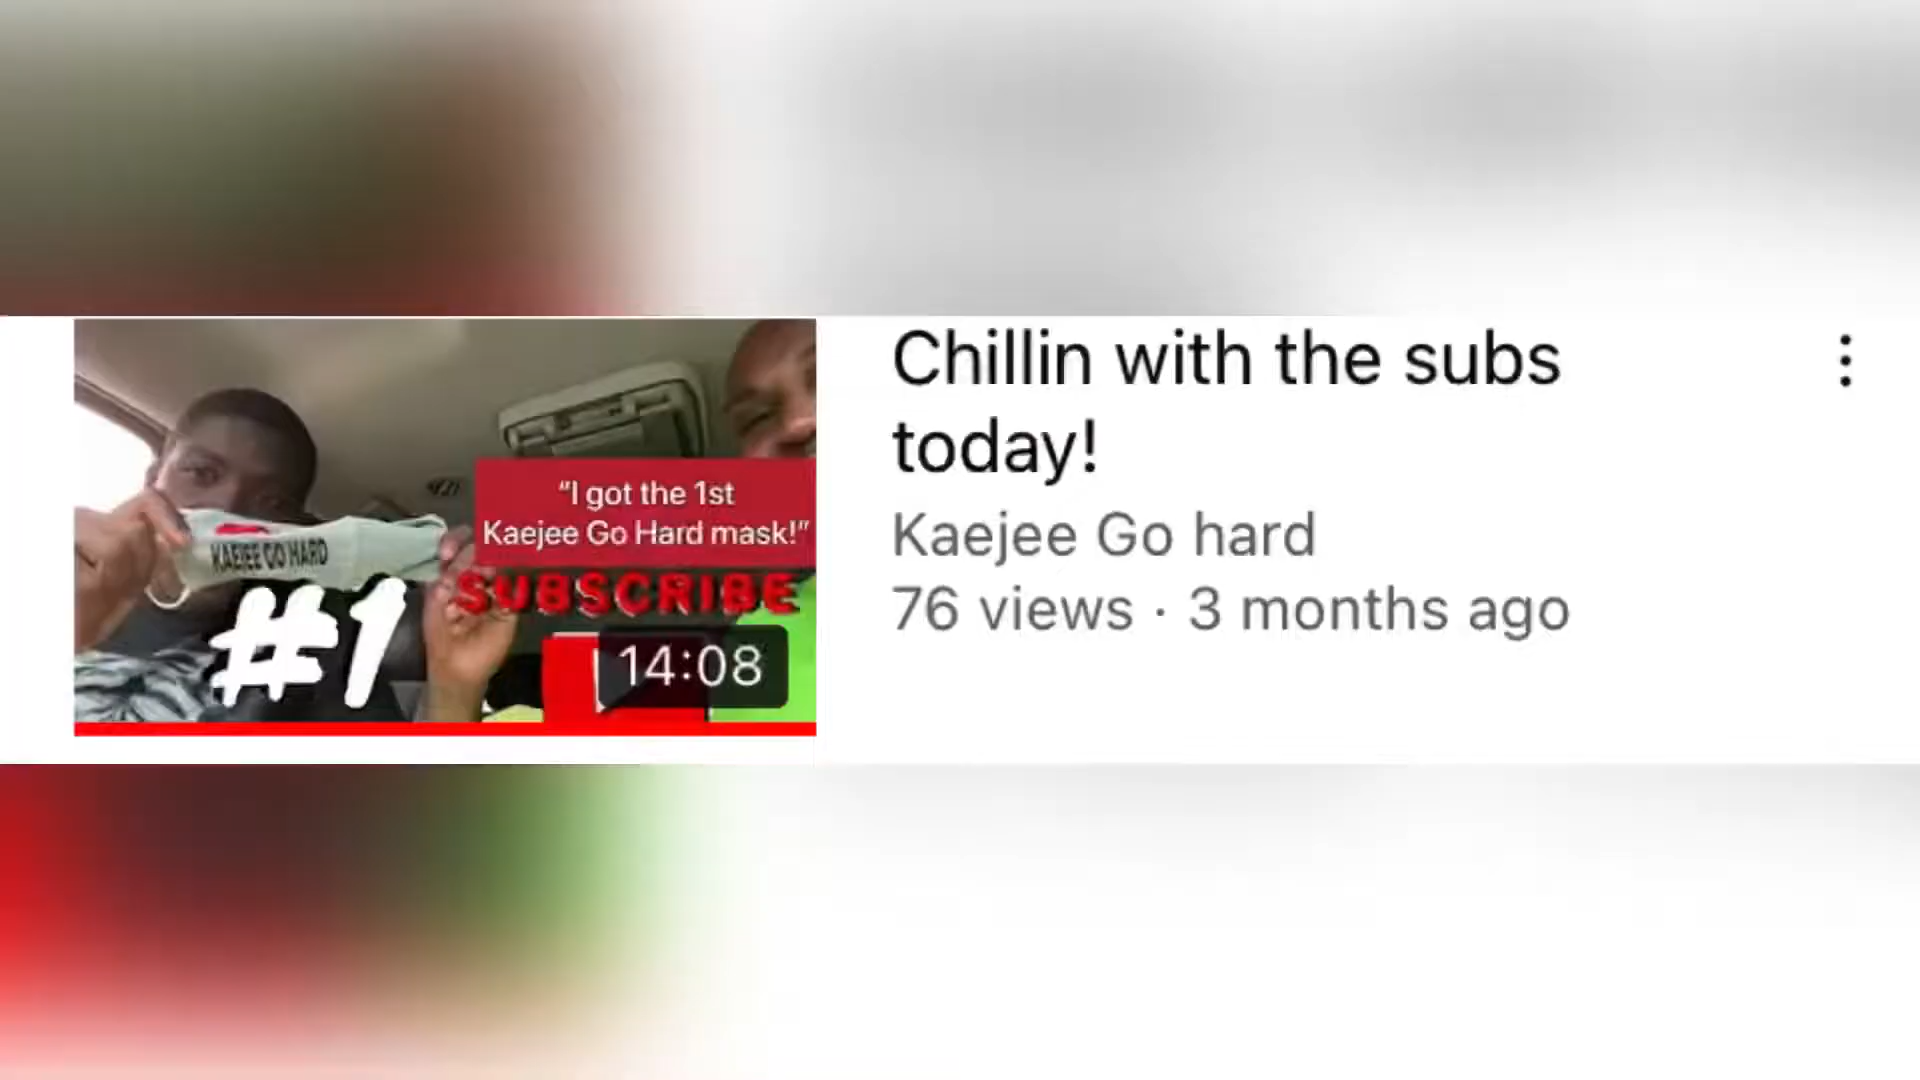 Chillin with the subs
today!
Kaejee Go hard
76 views · 3 months ago
“I got the 1st
Kaejee Go Hard mask!”
KAEJEE GO HARD
SUBSCRIBE
#1
14:08